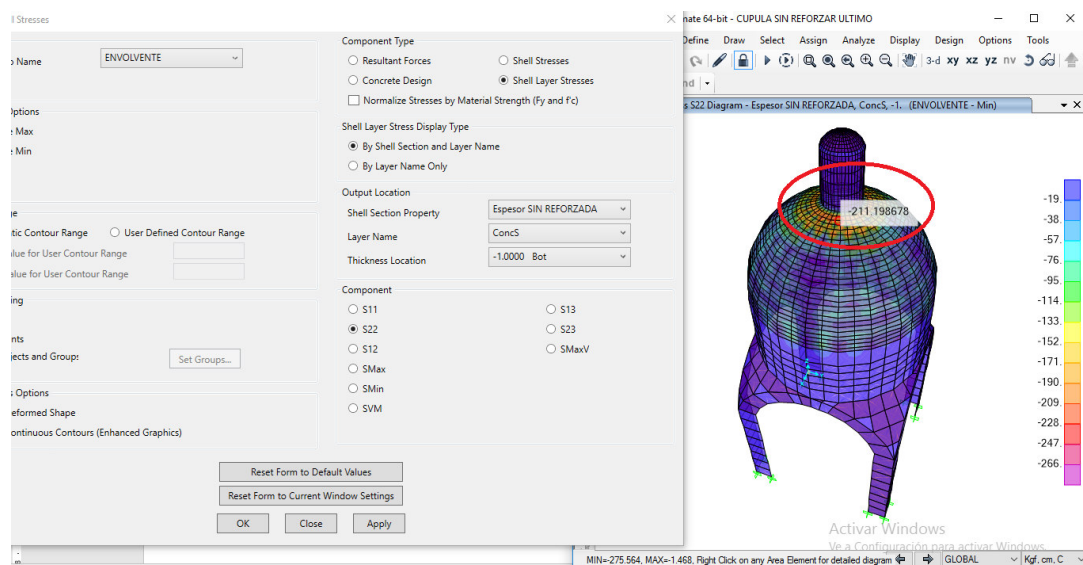 ll Stresses
o Name
ENVOLVENTE
Options
e Max
e Min
ge
atic Contour Range
User Defined Contour Range
alue for User Contour Range
alue for User Contour Range
ing
nts
jects and Groups
Set Groups...
s Options
eformed Shape
ontinuous Contours (Enhanced Graphics)
Component Type
Resultant Forces
Shell Stresses
Concrete Design
Shell Layer Stresses
Normalize Stresses by Material Strength (Fy and f'c)
Shell Layer Stress Display Type
By Shell Section and Layer Name
By Layer Name Only
Output Location
Shell Section Property
Espesor SIN REFORZADA
Layer Name
ConcS
Thickness Location
-1.0000 Bot
Component
S11
S13
S22
S23
S12
SMaxV
SMax
SMin
SVM
Reset Form to Default Values
Reset Form to Current Window Settings
OK
Close
Apply
mate 64-bit - CUPULA SIN REFORZAR ULTIMO
Define Draw Select Assign Analyze Display Design Options Tools
3-d xy xz yz nv
nd
s S22 Diagram - Espesor SIN REFORZADA, ConcS, -1. (ENVOLVENTE - Min)
-211.198678
-19.
-38.
-57.
-76.
-95.
-114.
-133.
-152.
-171.
-190.
-209.
-228.
-247.
-266.
Activar Windows
Ve a Configuración para activar Windows.
MIN=-275.564, MAX=-1.468, Right Click on any Area Element for detailed diagram
GLOBAL
Kgf, cm, C